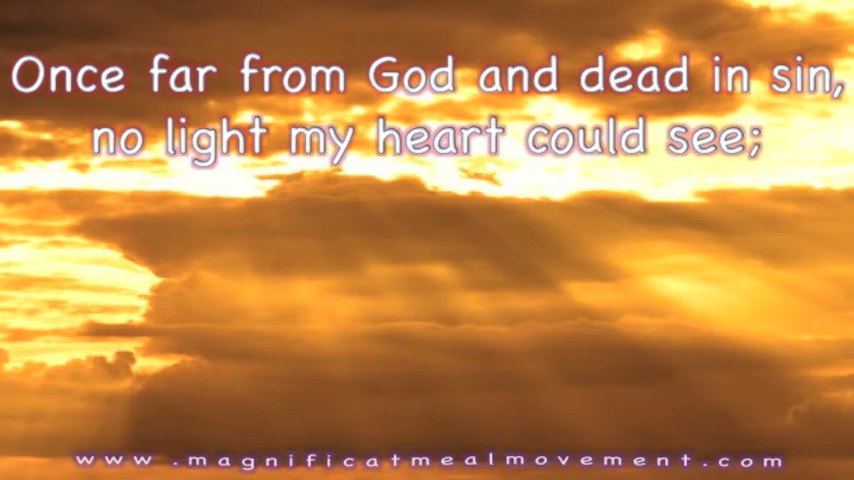 Once far from God and dead in sin,
no light my heart could see;
www.magnificatmealmovement.com